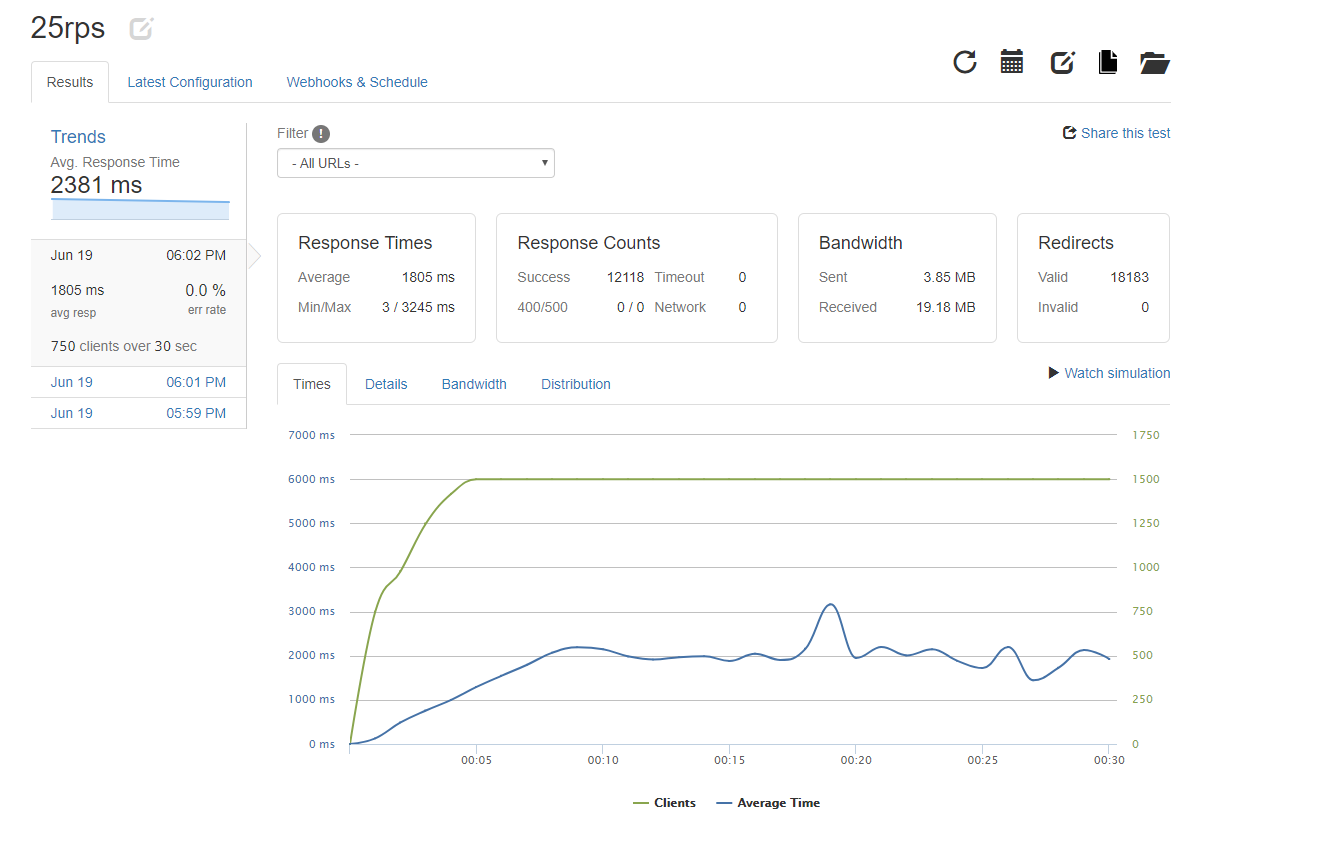 25rps
Results Latest Configuration Webhooks & Schedule
Trends
Avg. Response Time
2381 ms
Jun 19 06:02 PM
1805 ms 0.0 %
avg resp err rate
750 clients over 30 sec
Jun 19 06:01 PM
Jun 19 05:59 PM
Filter !
- All URLs -
Share this test
Response Times
Average 1805 ms
Min/Max 3 / 3245 ms
Response Counts
Success 12118 Timeout 0
400/500 0 / 0 Network 0
Bandwidth
Sent 3.85 MB
Received 19.18 MB
Redirects
Valid 18183
Invalid 0
Times Details Bandwidth Distribution
Watch simulation
7000 ms 1750
6000 ms 1500
5000 ms 1250
4000 ms 1000
3000 ms 750
2000 ms 500
1000 ms 250
0 ms 0
00:05 00:10 00:15 00:20 00:25 00:30
Clients Average Time